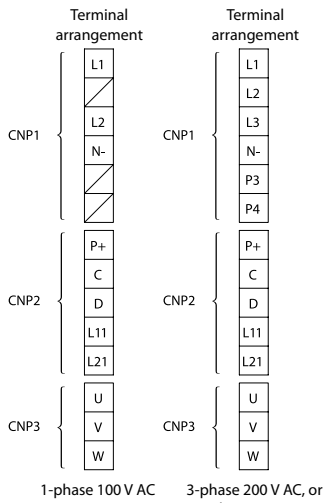 Terminal
arrangement
CNP1
L1
L2
N-
CNP2
P+
C
D
L11
L21
CNP3
U
V
W
1-phase 100 V AC
Terminal
arrangement
CNP1
L1
L2
L3
N-
P3
P4
CNP2
P+
C
D
L11
L21
CNP3
U
V
W
3-phase 200 V AC, or